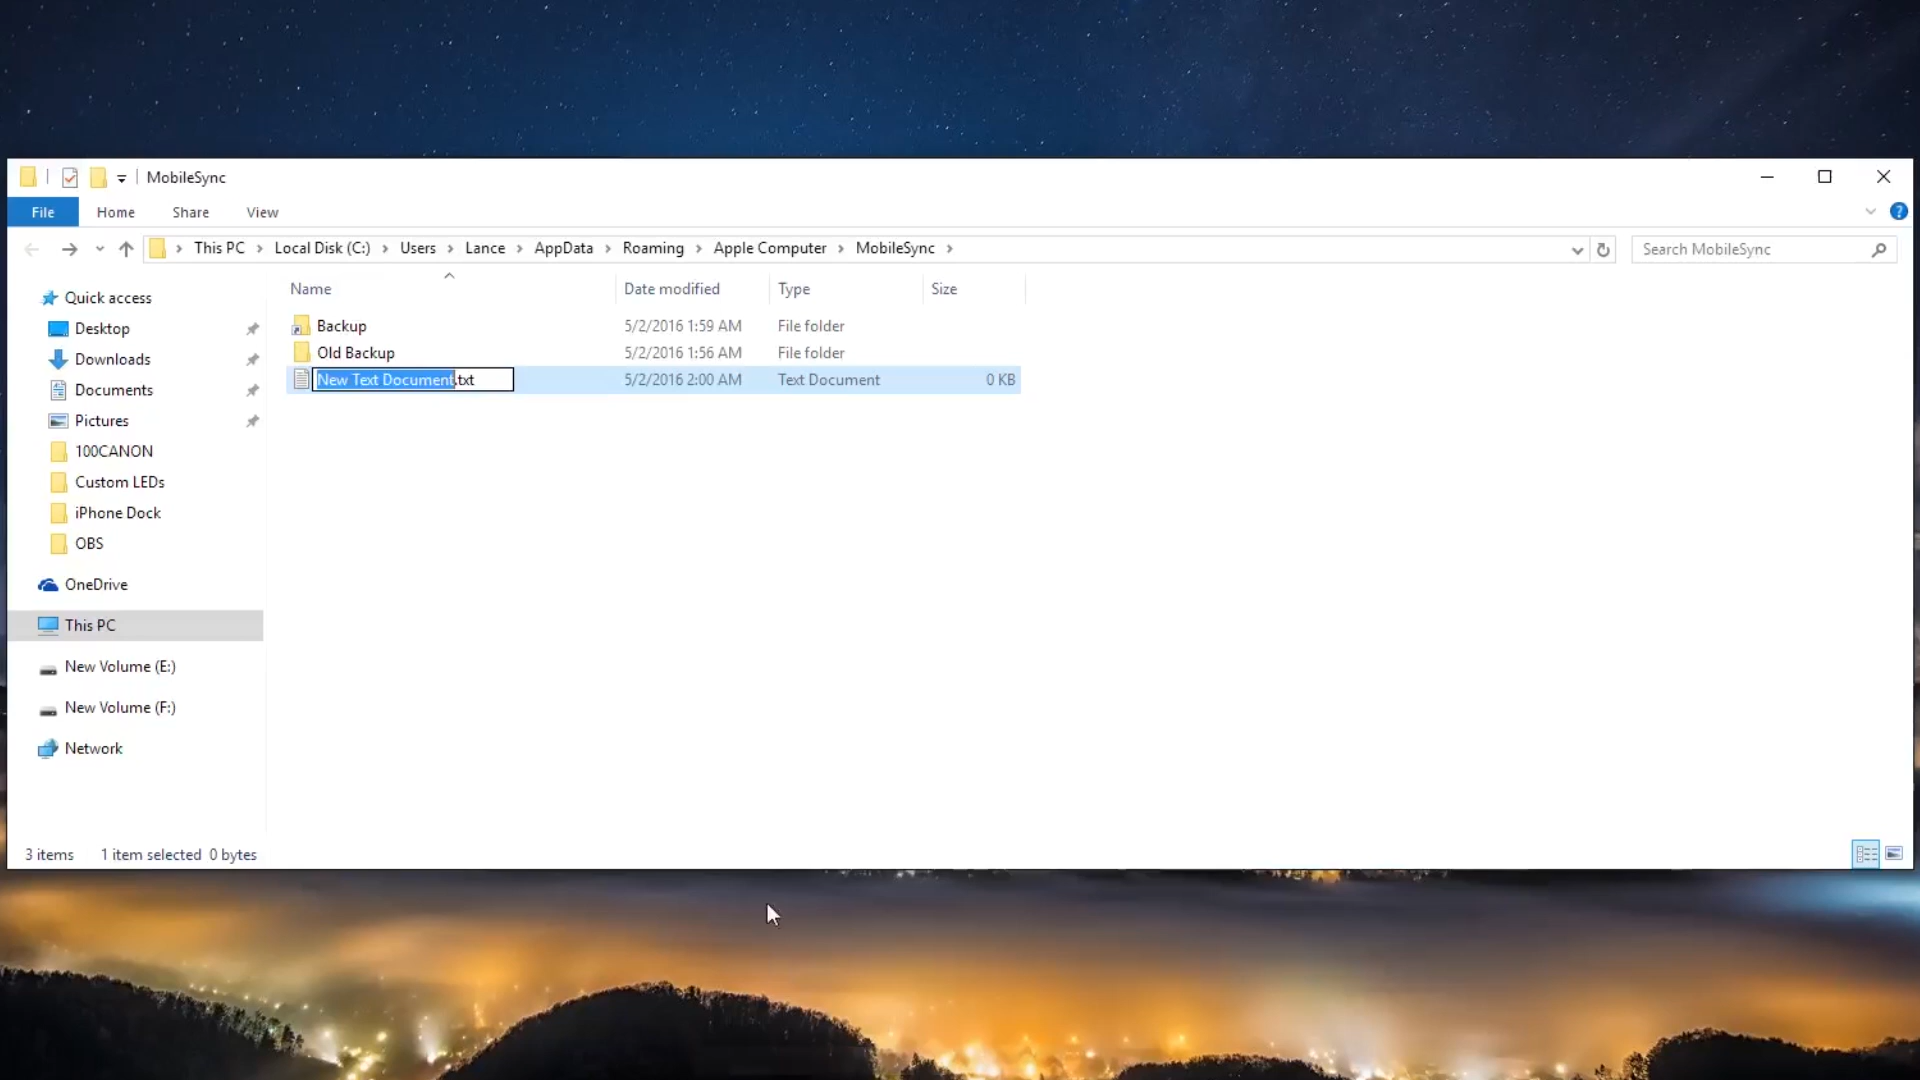 MobileSync
File Home Share View
This PC Local Disk (C:) Users Lance AppData Roaming Apple Computer MobileSync Search MobileSync
Name Date modified Type Size
Quick access
Desktop
Downloads
Documents
Pictures
100CANON
Custom LEDs
iPhone Dock
OBS
OneDrive
This PC
New Volume (E:)
New Volume (F:)
Network
Backup 5/2/2016 1:59 AM File folder
Old Backup 5/2/2016 1:56 AM File folder
New Text Document.txt 5/2/2016 2:00 AM Text Document 0 KB
3 items 1 item selected 0 bytes